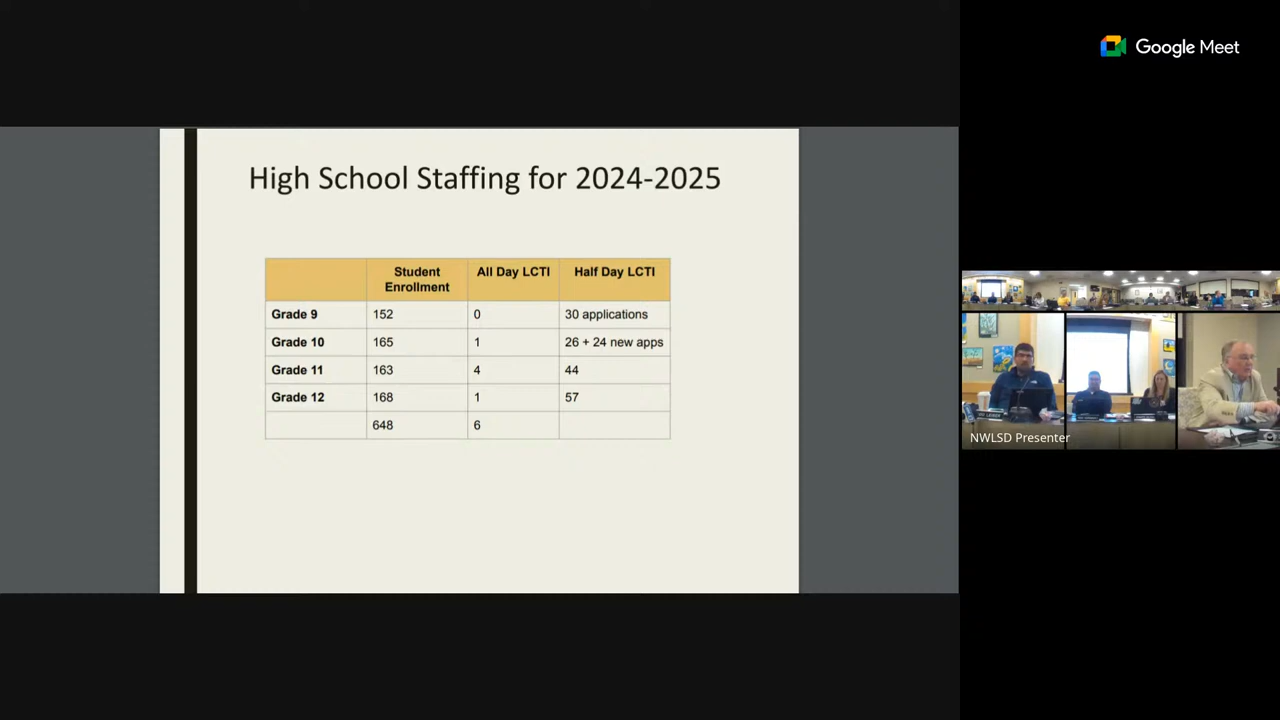 Google Meet
High School Staffing for 2024-2025
Student Enrollment All Day LCTI Half Day LCTI
Grade 9 152 0 30 applications
Grade 10 165 1 26 + 24 new apps
Grade 11 163 4 44
Grade 12 168 1 57
648 6
NWLSD Presenter